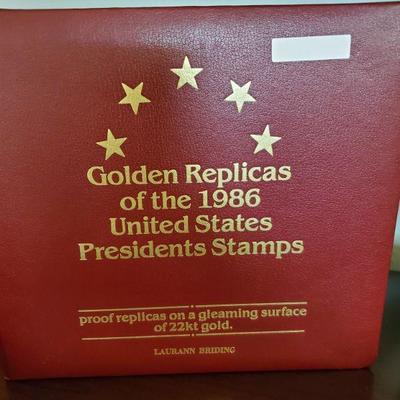 Golden Replicas
of the 1986
United States
Presidents Stamps
proof replicas on a gleaming surface
of 22kt gold.
LAURANN BRIDING